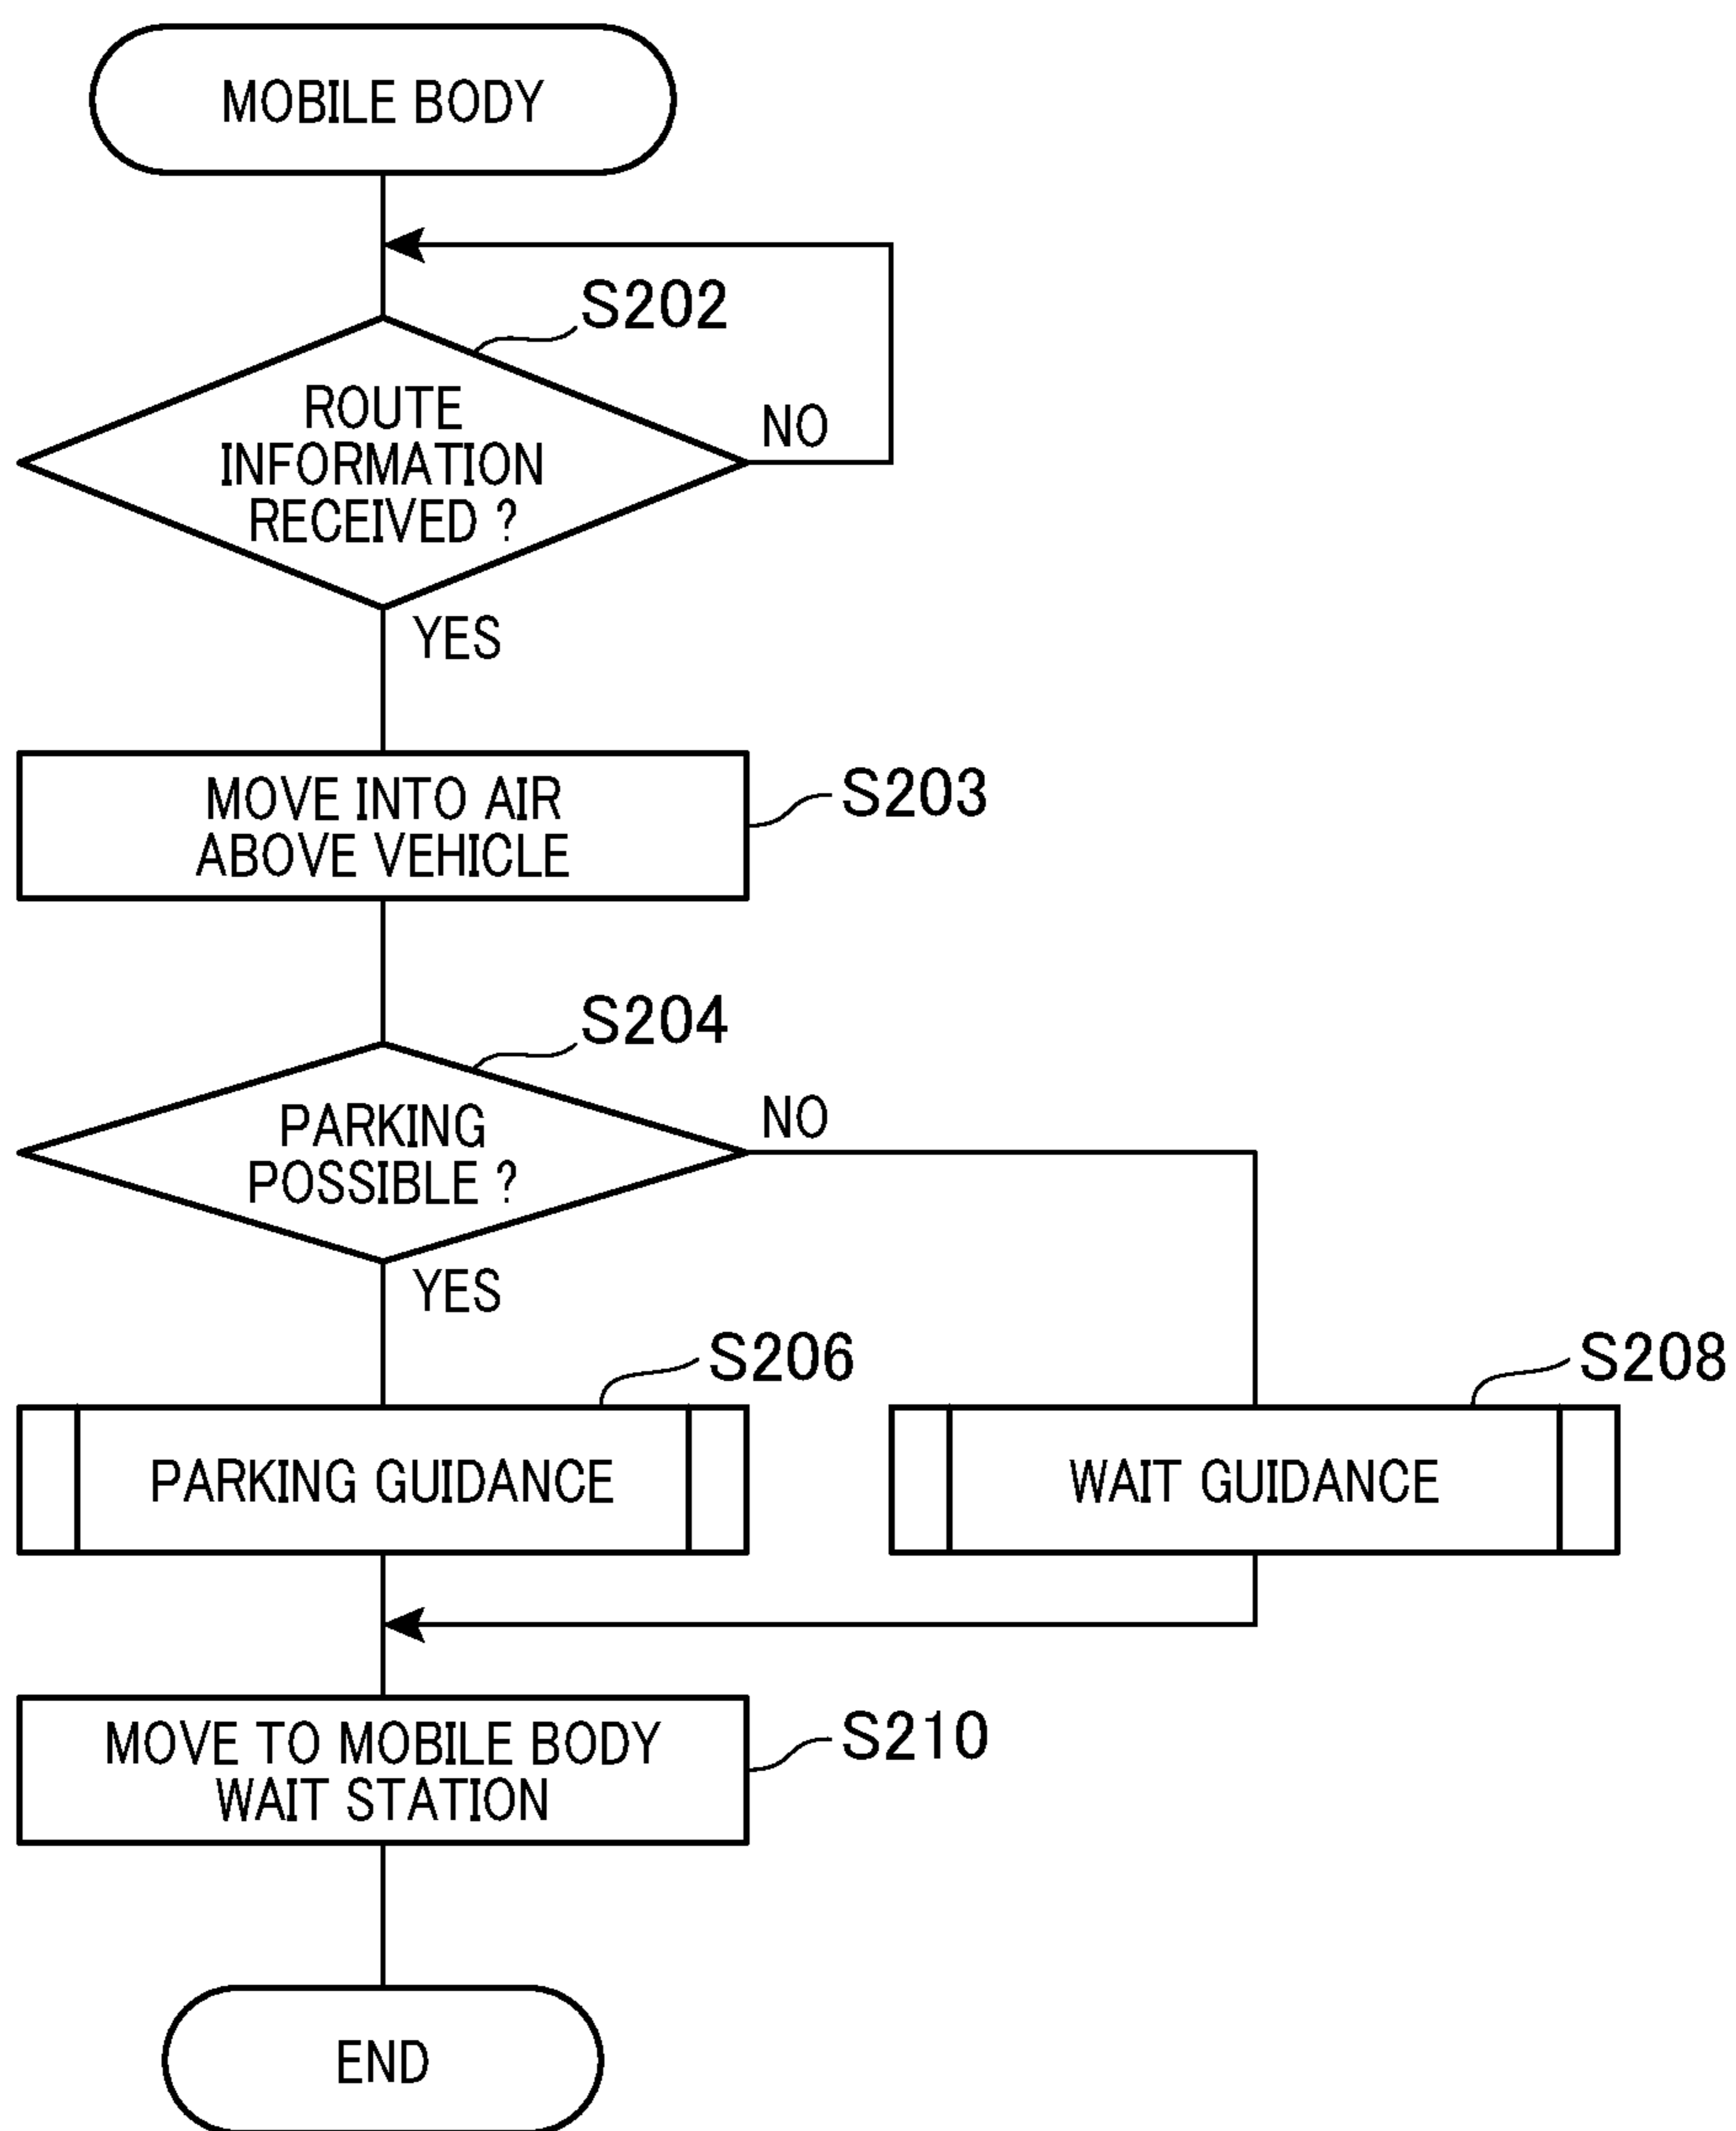 MOBILE BODY
S202
ROUTE
INFORMATION
RECEIVED ?
NO
YES
MOVE INTO AIR
ABOVE VEHICLE
S203
S204
PARKING
POSSIBLE ?
NO
YES
S206
S208
PARKING GUIDANCE
WAIT GUIDANCE
MOVE TO MOBILE BODY
WAIT STATION
S210
END